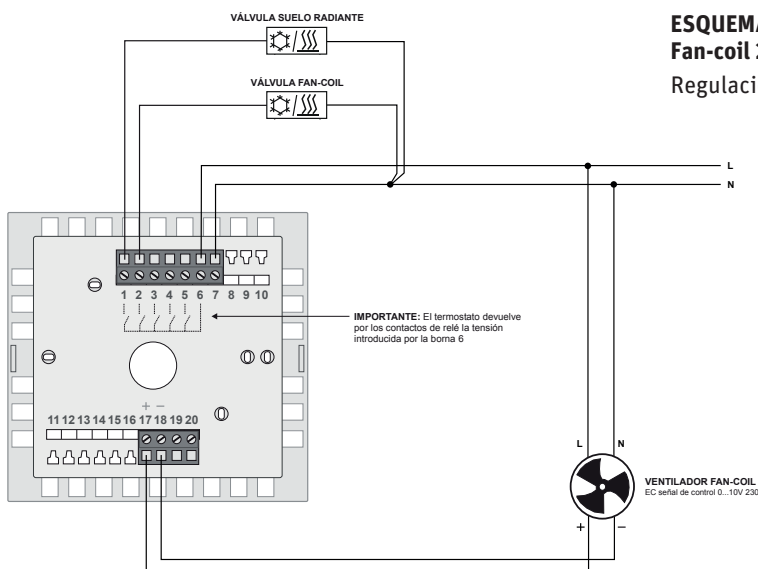 VÁLVULA SUELO RADIANTE
VÁLVULA FAN-COIL
ESQUEMA
Fan-coil
Regulaci
L
N
1 2 3 4 5 6 7 8 9 10
IMPORTANTE: El termostato devuelve
por los contactos de relé la tensión
introducida por la borna 6
+ −
11 12 13 14 15 16 17 18 19 20
L N
VENTILADOR FAN-COIL
EC señal de control 0...10V 230
+ −